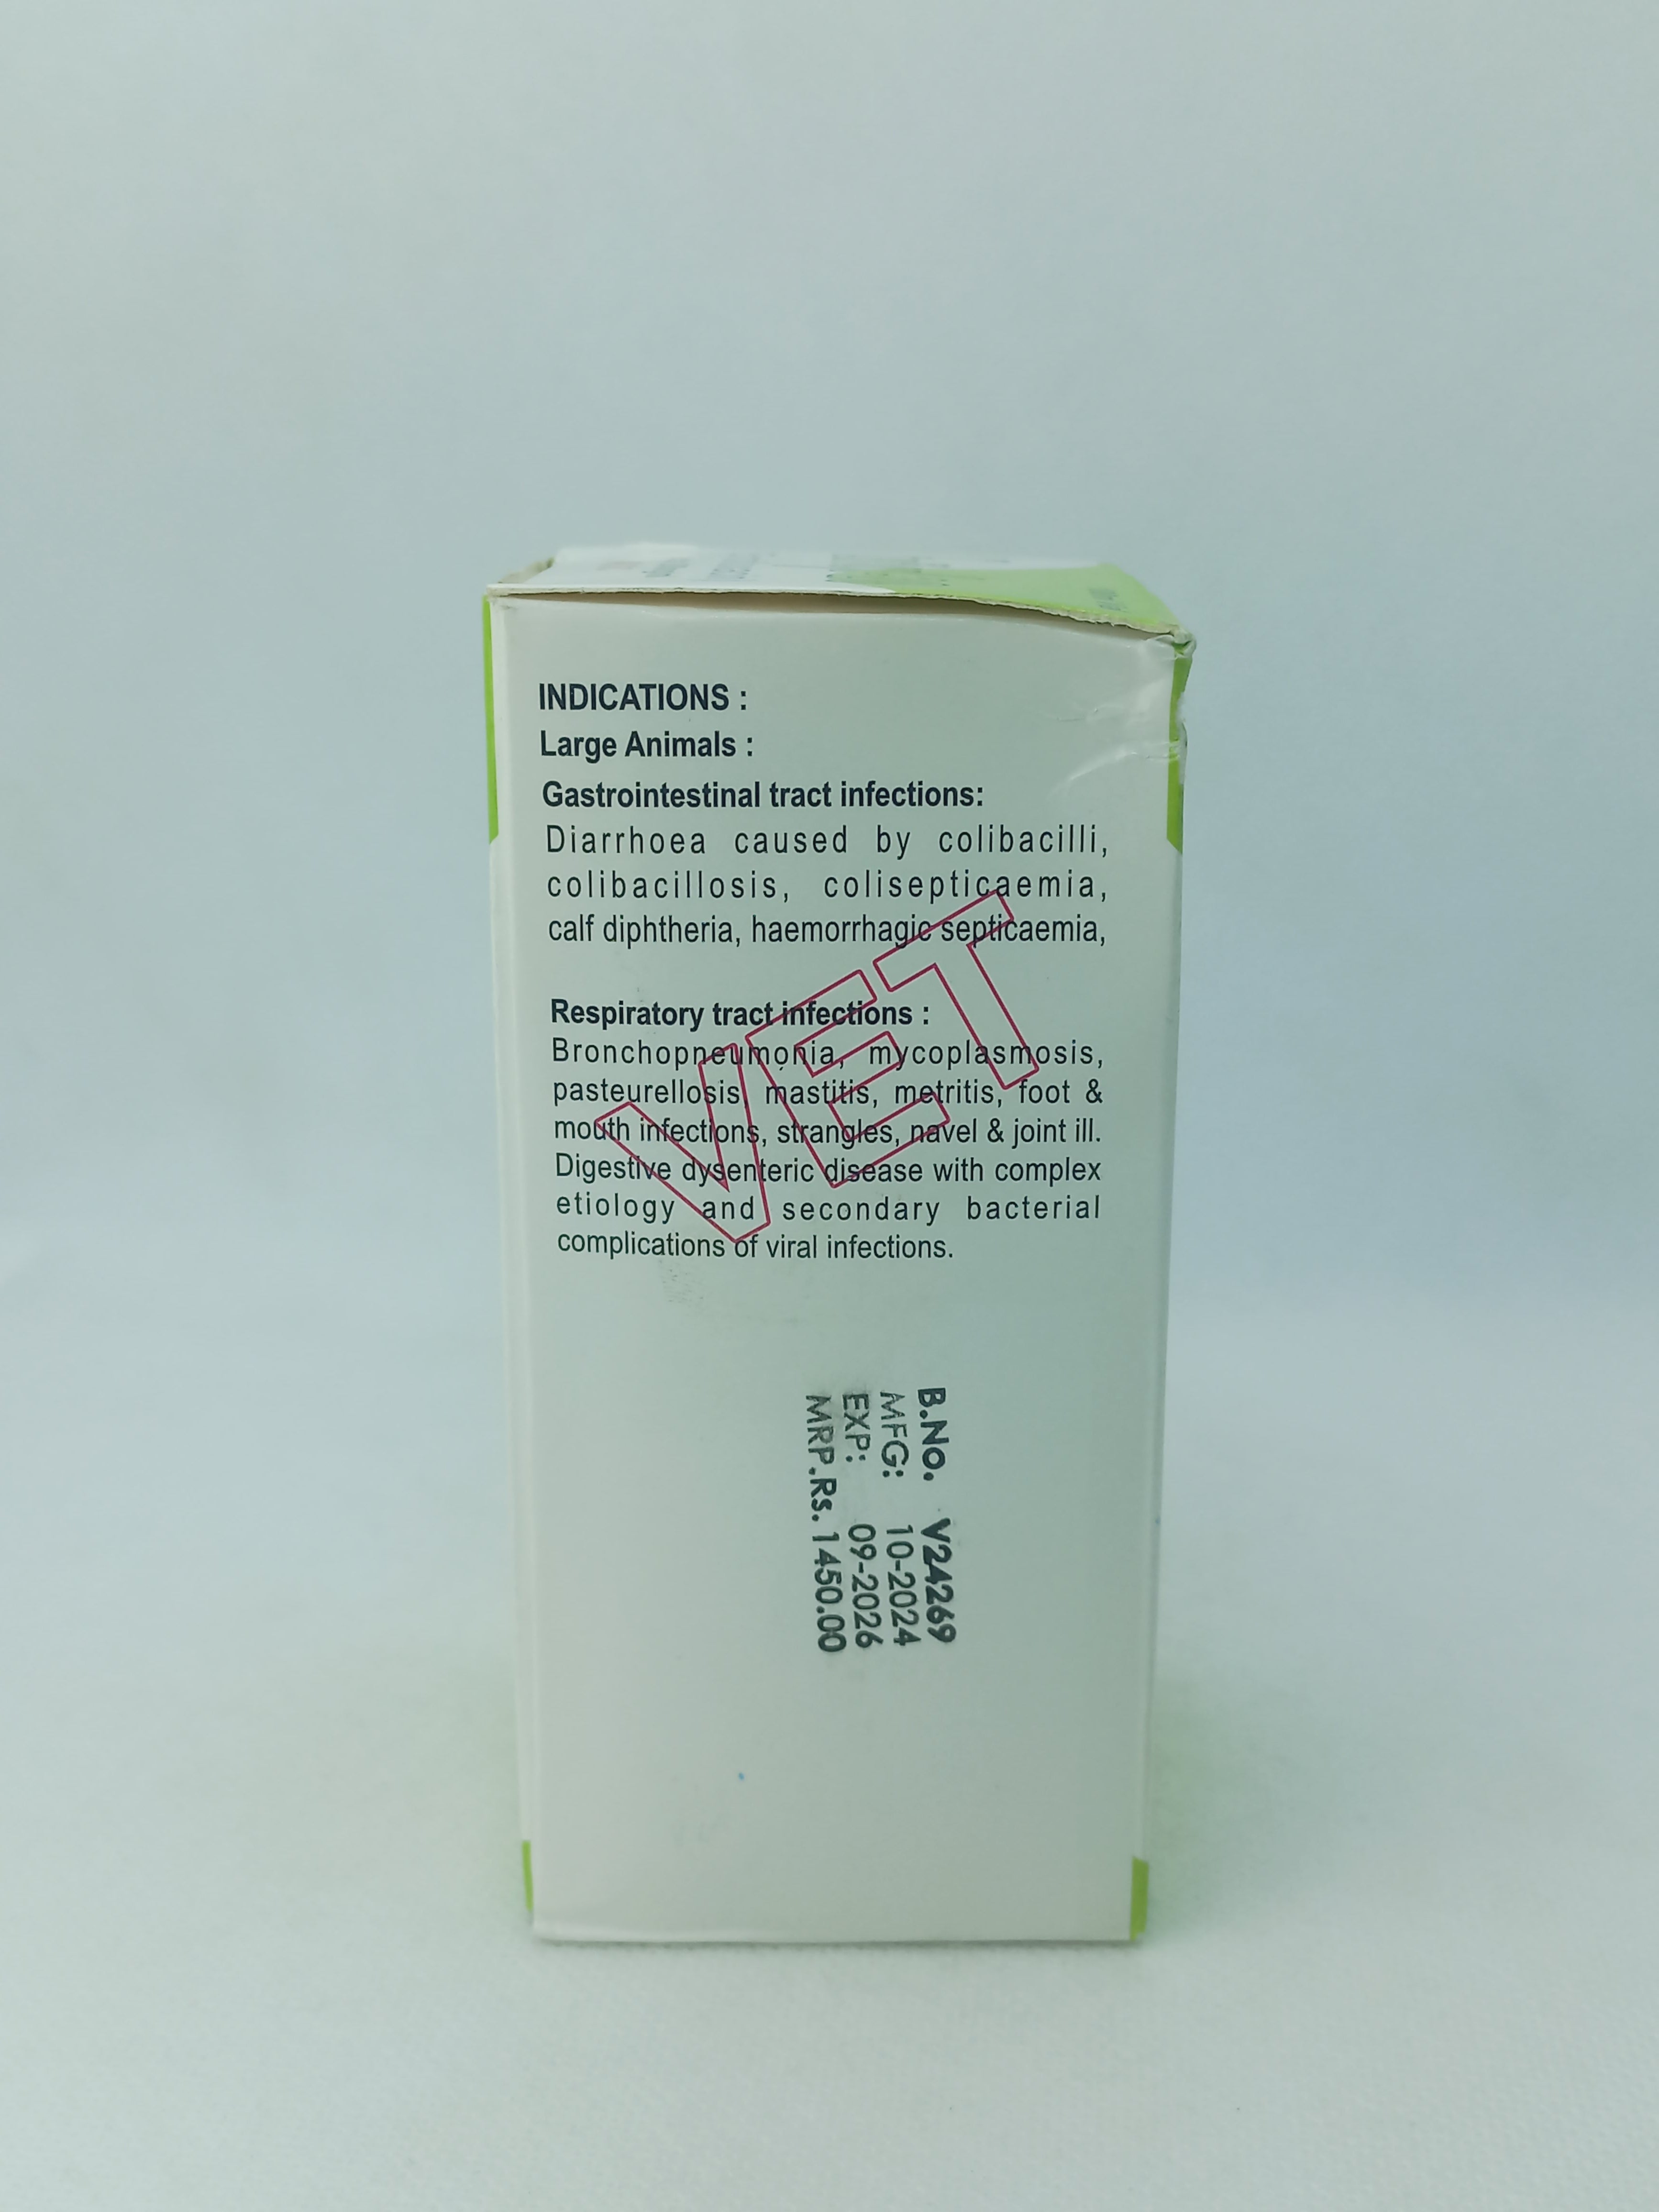 INDICATIONS :
Large Animals :
Gastrointestinal tract infections:
Diarrhoea caused by colibacilli,
colibacillosis, colisepticaemia,
calf diphtheria, haemorrhagic septicaemia,
Respiratory tract infections :
Bronchopneumonia, mycoplasmosis,
pasteurellosis, mastitis, metritis, foot &
mouth infections, strangles, navel & joint ill.
Digestive dysenteric disease with complex
etiology and secondary bacterial
complications of viral infections.
VET
B.No. V24269
MFG: 10-2024
EXP: 09-2026
MRP.Rs. 1450.00